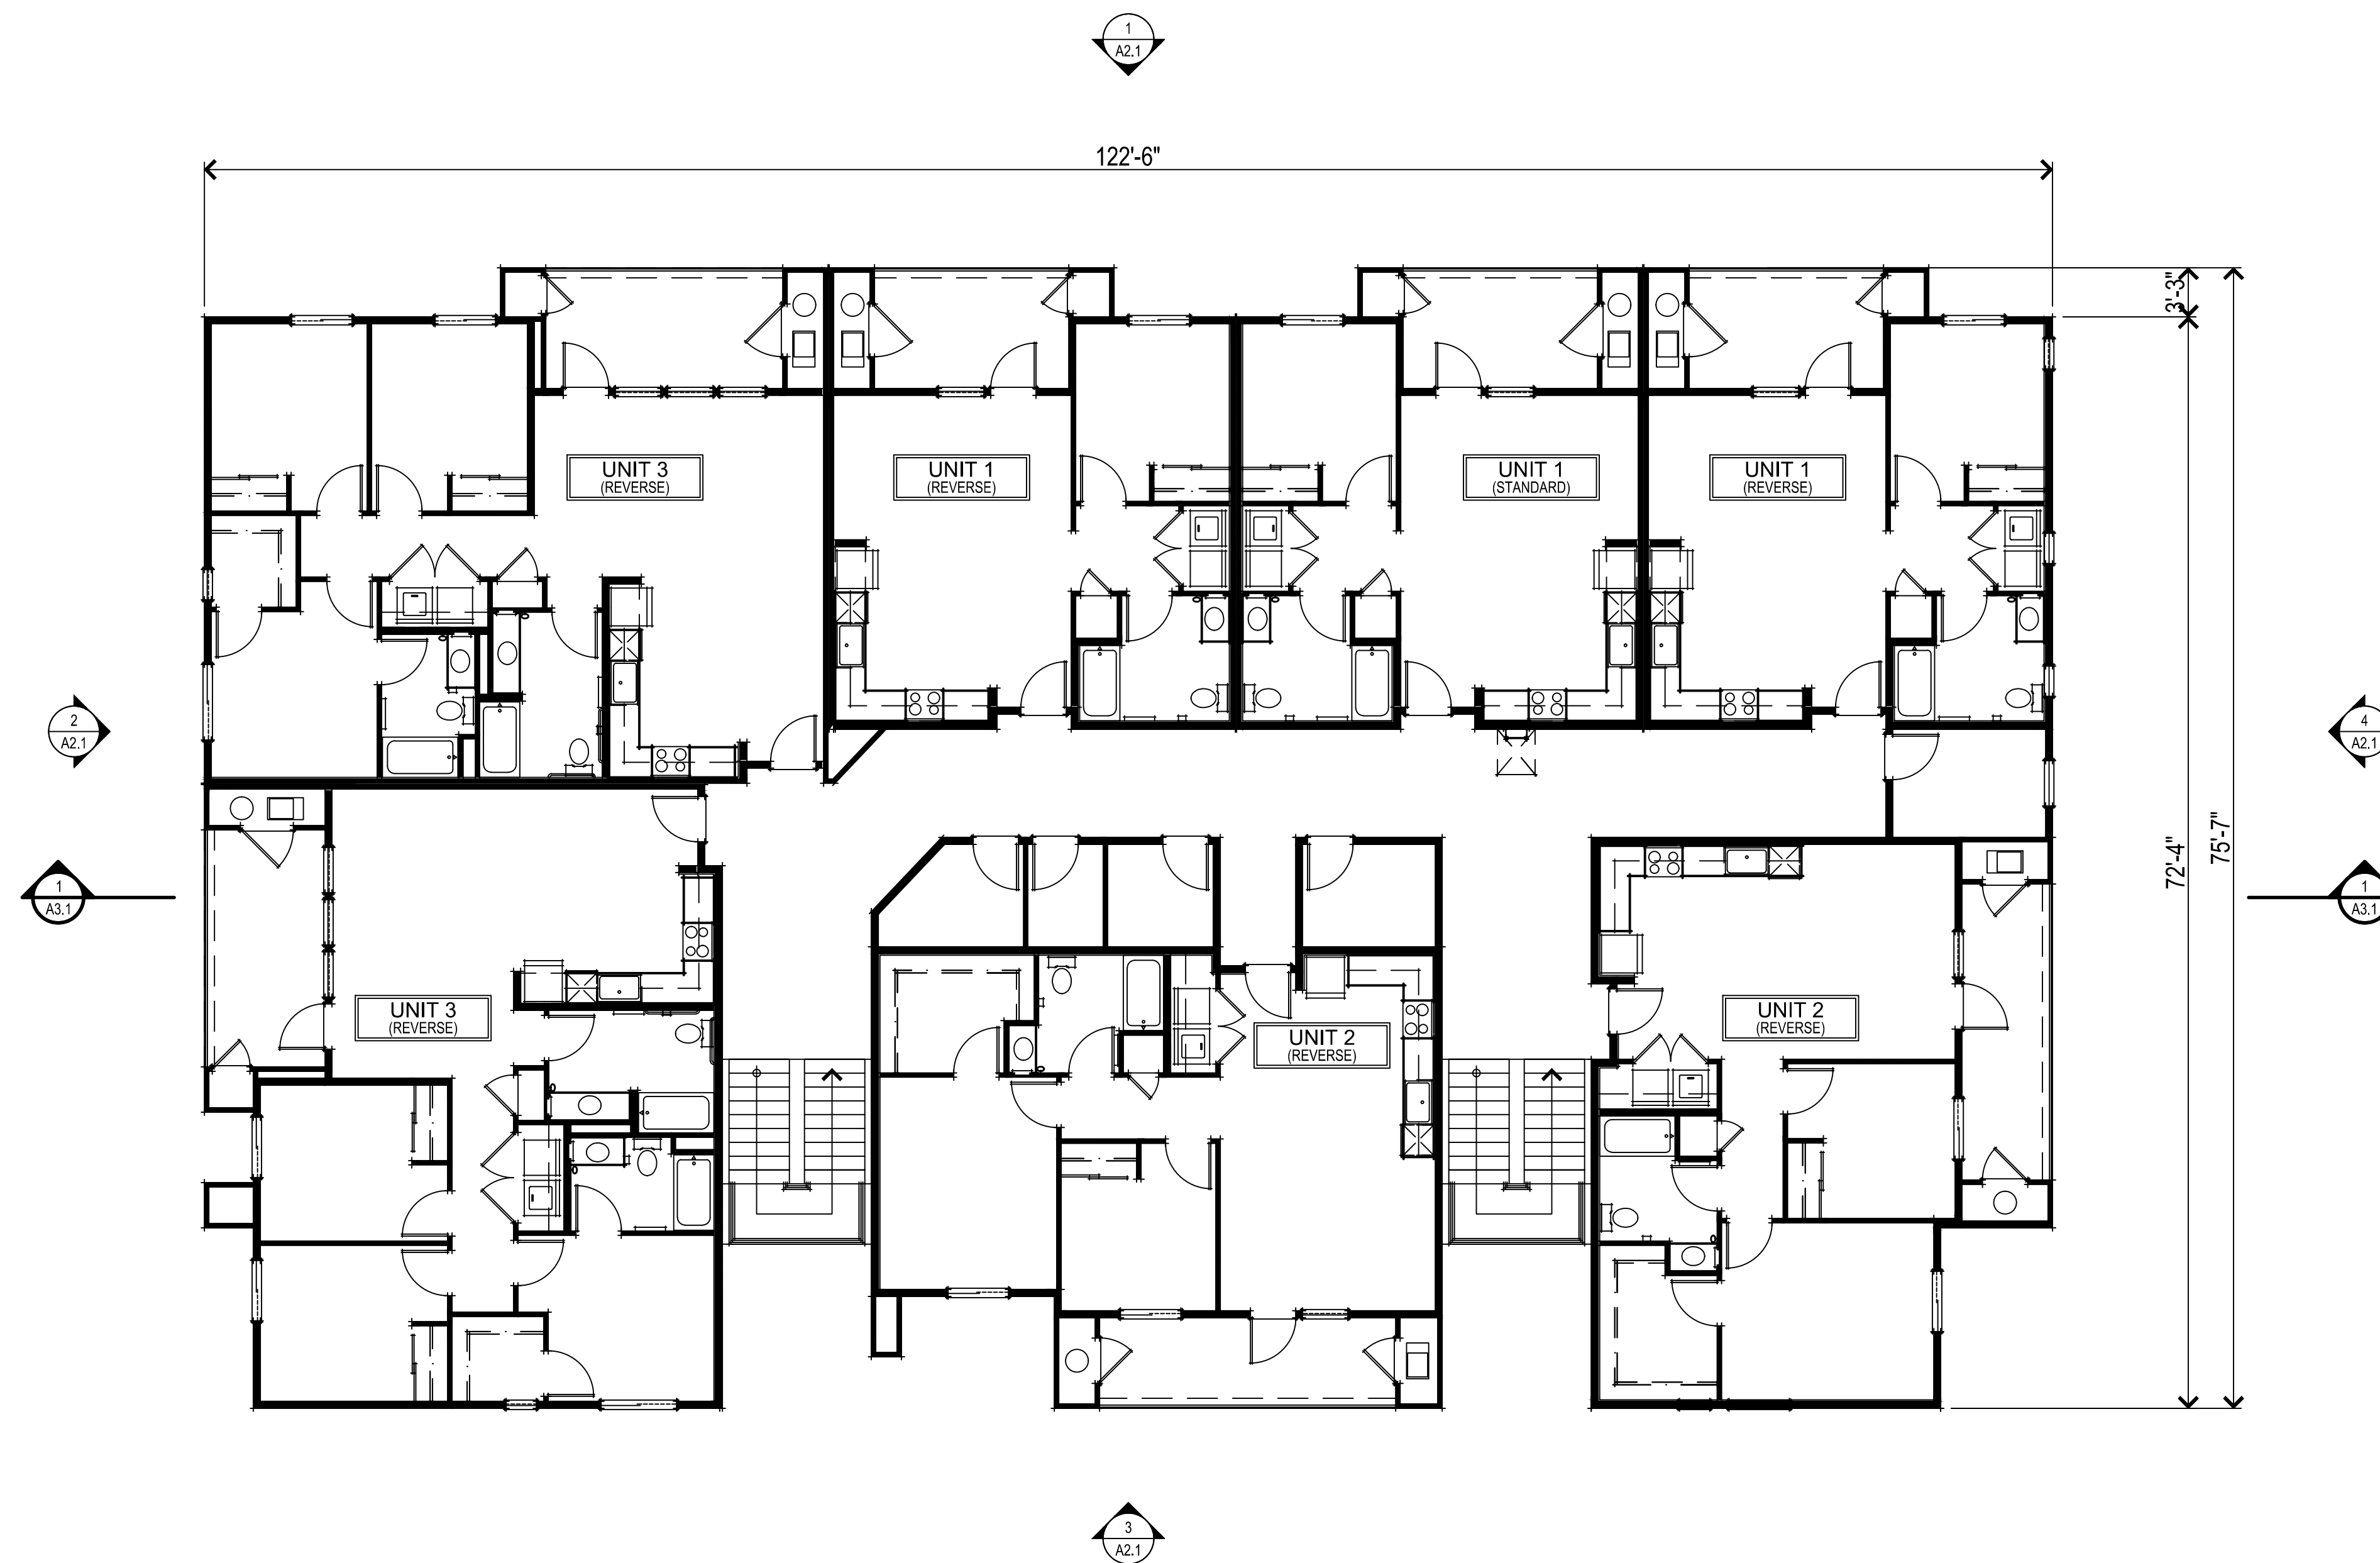 1
A2.1
122'-6"
3'-3"
UNIT 3
(REVERSE)
UNIT 1
(REVERSE)
UNIT 1
(STANDARD)
UNIT 1
(REVERSE)
2
A2.1
4
A2.1
72'-4"
75'-7"
1
A3.1
1
A3.1
UNIT 3
(REVERSE)
UNIT 2
(REVERSE)
UNIT 2
(REVERSE)
3
A2.1